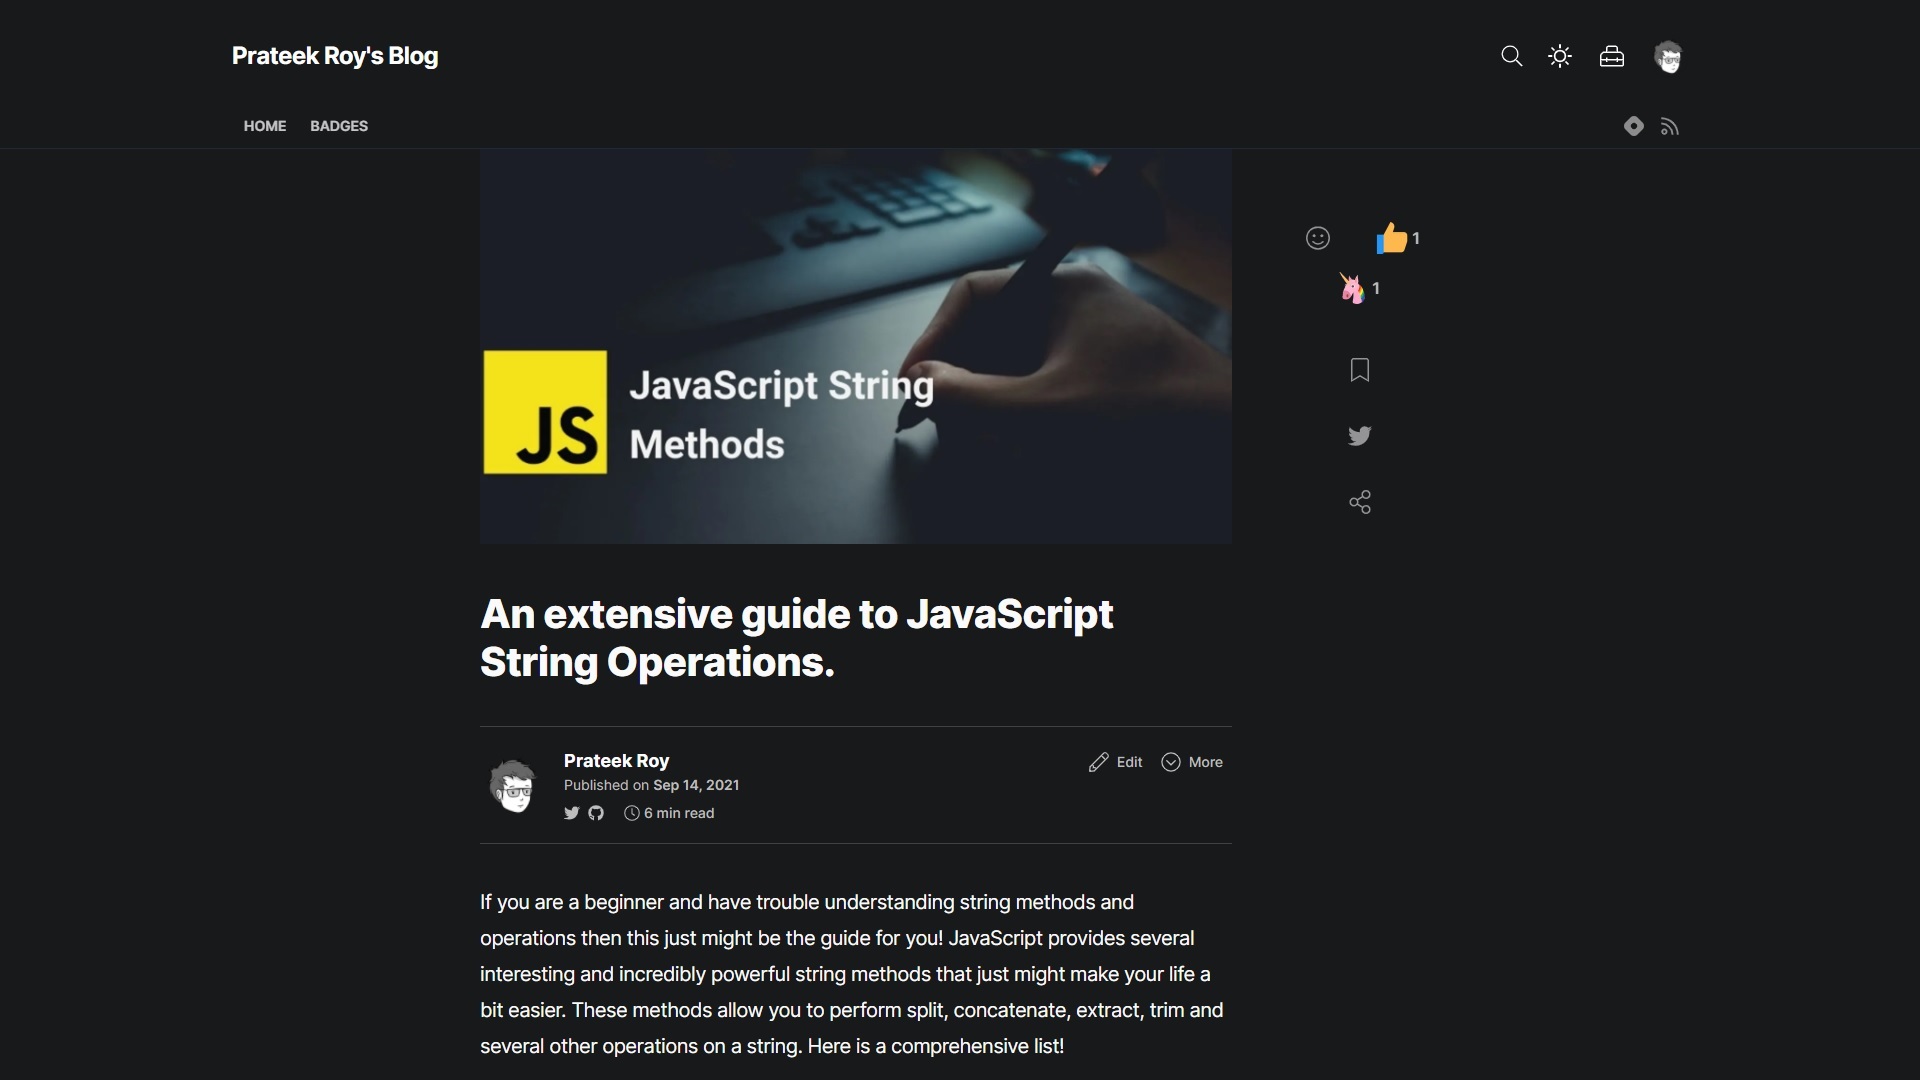 Prateek Roy's Blog
HOME BADGES
1
1
JS
JavaScript String
Methods
An extensive guide to JavaScript
String Operations.
Prateek Roy
Edit More
Published on Sep 14, 2021
6 min read
If you are a beginner and have trouble understanding string methods and
operations then this just might be the guide for you! JavaScript provides several
interesting and incredibly powerful string methods that just might make your life a
bit easier. These methods allow you to perform split, concatenate, extract, trim and
several other operations on a string. Here is a comprehensive list!